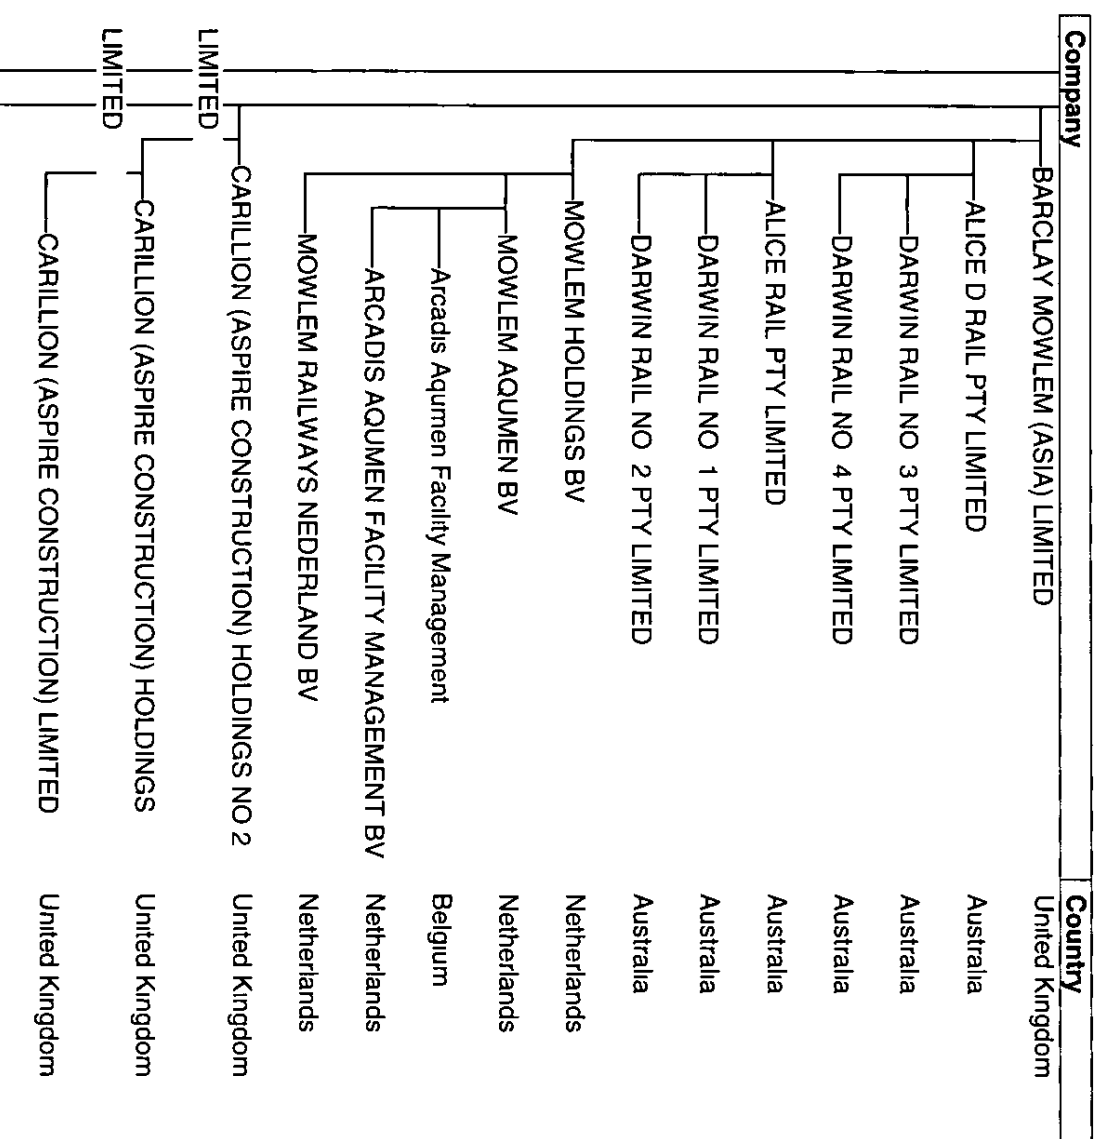 Company Country
BARCLAY MOWLEM (ASIA) LIMITED United Kingdom
ALICE D RAIL PTY LIMITED Australia
DARWIN RAIL NO 3 PTY LIMITED Australia
DARWIN RAIL NO 4 PTY LIMITED Australia
ALICE RAIL PTY LIMITED Australia
DARWIN RAIL NO 1 PTY LIMITED Australia
DARWIN RAIL NO 2 PTY LIMITED Australia
MOWLEM HOLDINGS BV Netherlands
MOWLEM AQUMEN BV Netherlands
Arcadis Aqumen Facility Management Belgium
ARCADIS AQUMEN FACILITY MANAGEMENT BV Netherlands
MOWLEM RAILWAYS NEDERLAND BV Netherlands
CARILLION (ASPIRE CONSTRUCTION) HOLDINGS NO 2 United Kingdom
LIMITED
CARILLION (ASPIRE CONSTRUCTION) HOLDINGS United Kingdom
LIMITED
CARILLION (ASPIRE CONSTRUCTION) LIMITED United Kingdom